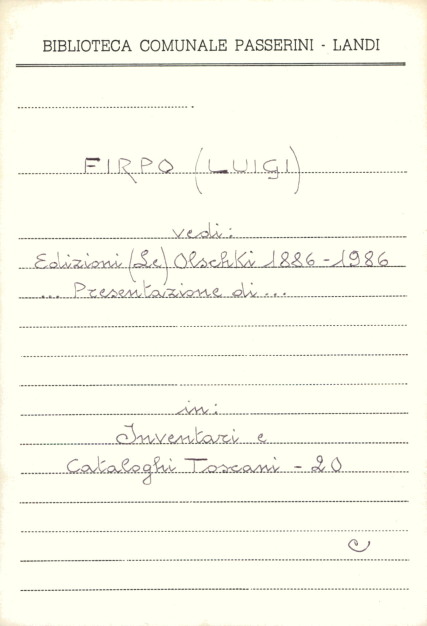 BIBLIOTECA COMUNALE PASSERINI - LANDI
FIRPO (LUIGI)
vedi:
Edizioni (Le) Olschki 1886-1986
... Presentazione di ...
in:
Inventari e
Cataloghi Toscani - 20